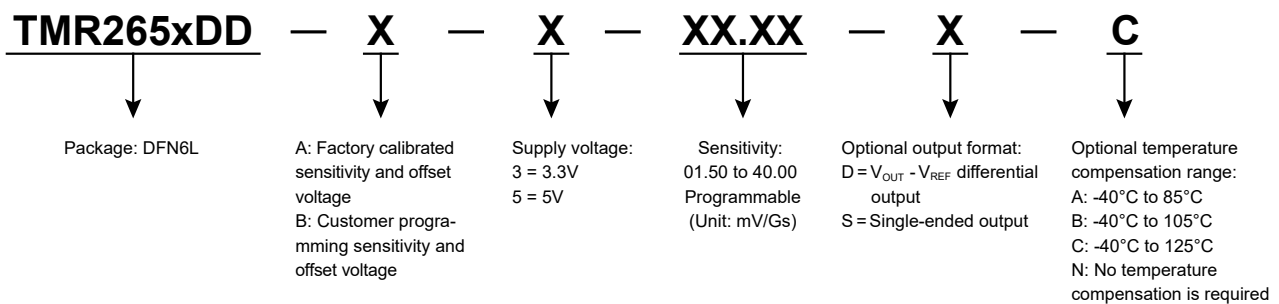 TMR265xDD — X — X — XX.XX — X — C
Package: DFN6L
A: Factory calibrated
sensitivity and offset
voltage
B: Customer progra-
mming sensitivity and
offset voltage
Supply voltage:
3 = 3.3V
5 = 5V
Sensitivity:
01.50 to 40.00
Programmable
(Unit: mV/Gs)
Optional output format:
D = VOUT - VREF differential
output
S = Single-ended output
Optional temperature
compensation range:
A: -40°C to 85°C
B: -40°C to 105°C
C: -40°C to 125°C
N: No temperature
compensation is required